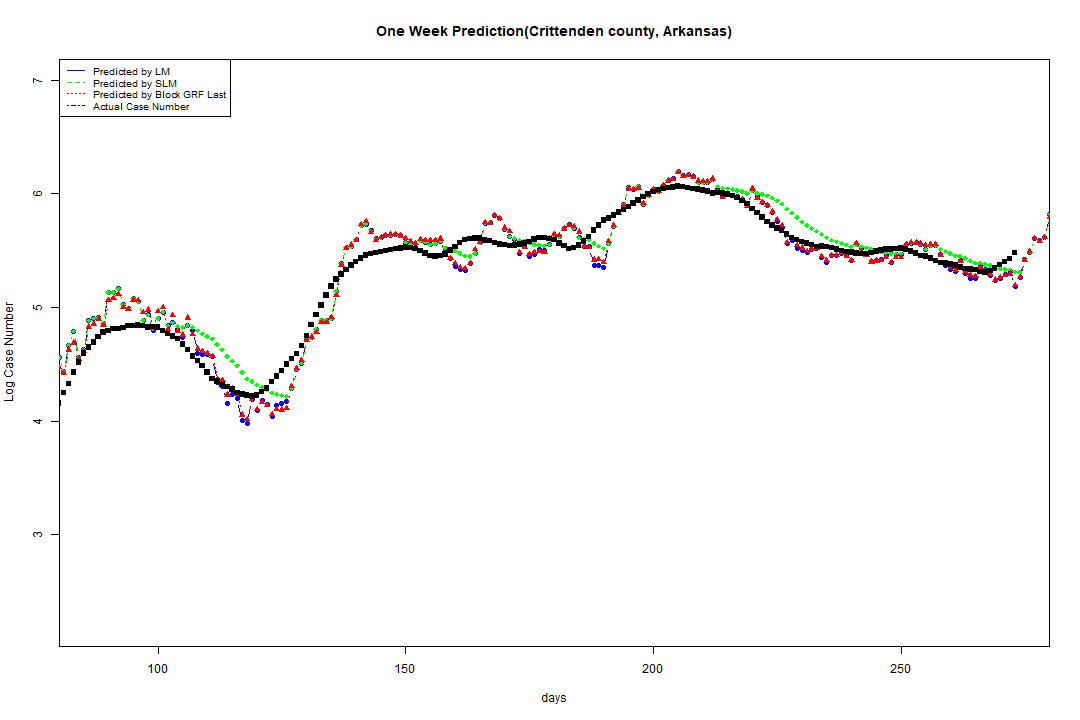 One Week Prediction(Crittenden county, Arkansas)
Predicted by LM
Predicted by SLM
Predicted by Block GRF Last
Actual Case Number
7
6
5
4
3
Log Case Number
100 150 200 250
days